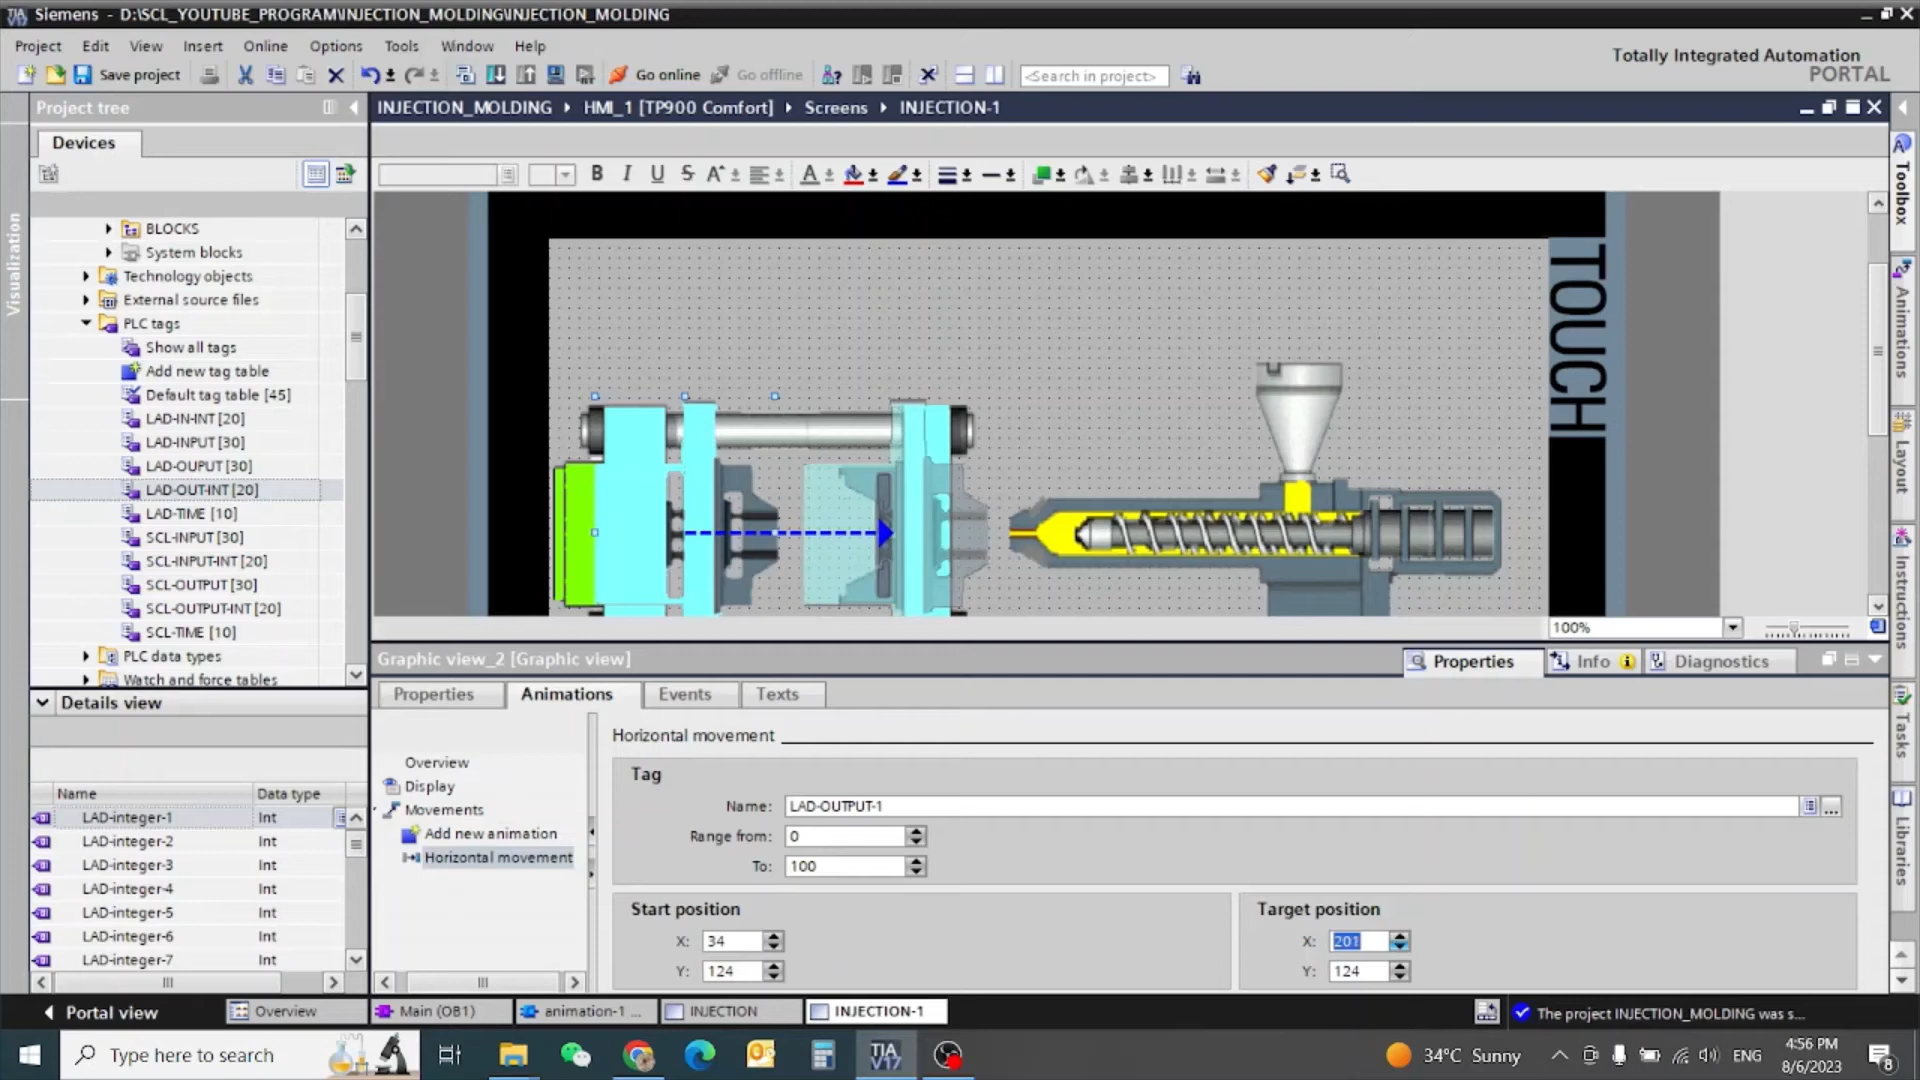 Siemens - D:\SCL_YOUTUBE_PROGRAM\INJECTION_MOLDING\INJECTION_MOLDING
Project Edit View Insert Online Options Tools Window Help
Totally Integrated Automation
PORTAL
Save project
Go online
Go offline
<Search in project>
Project tree
INJECTION_MOLDING HMI_1 [TP900 Comfort] Screens INJECTION-1
Devices
Visualization
BLOCKS
System blocks
Technology objects
External source files
PLC tags
Show all tags
Add new tag table
Default tag table [45]
LAD-IN-INT [20]
LAD-INPUT [30]
LAD-OUPUT [30]
LAD-OUT-INT [20]
LAD-TIME [10]
SCL-INPUT [30]
SCL-INPUT-INT [20]
SCL-OUTPUT [30]
SCL-OUTPUT-INT [20]
SCL-TIME [10]
PLC data types
Watch and force tables
B I U S A A
TOUCH
100%
Toolbox
Animations
Layout
Instructions
Tasks
Libraries
Details view
Name Data type
LAD-integer-1 Int
LAD-integer-2 Int
LAD-integer-3 Int
LAD-integer-4 Int
LAD-integer-5 Int
LAD-integer-6 Int
LAD-integer-7 Int
Graphic view_2 [Graphic view]
Properties Info Diagnostics
Properties Animations Events Texts
Overview
Display
Movements
Add new animation
Horizontal movement
Horizontal movement
Tag
Name: LAD-OUTPUT-1
Range from: 0
To: 100
Start position
X: 34
Y: 124
Target position
X: 201
Y: 124
Portal view
Overview
Main (OB1)
animation-1 ...
INJECTION
INJECTION-1
The project INJECTION_MOLDING was s...
Type here to search
TIA V17
34°C Sunny
ENG
4:56 PM
8/6/2023
8